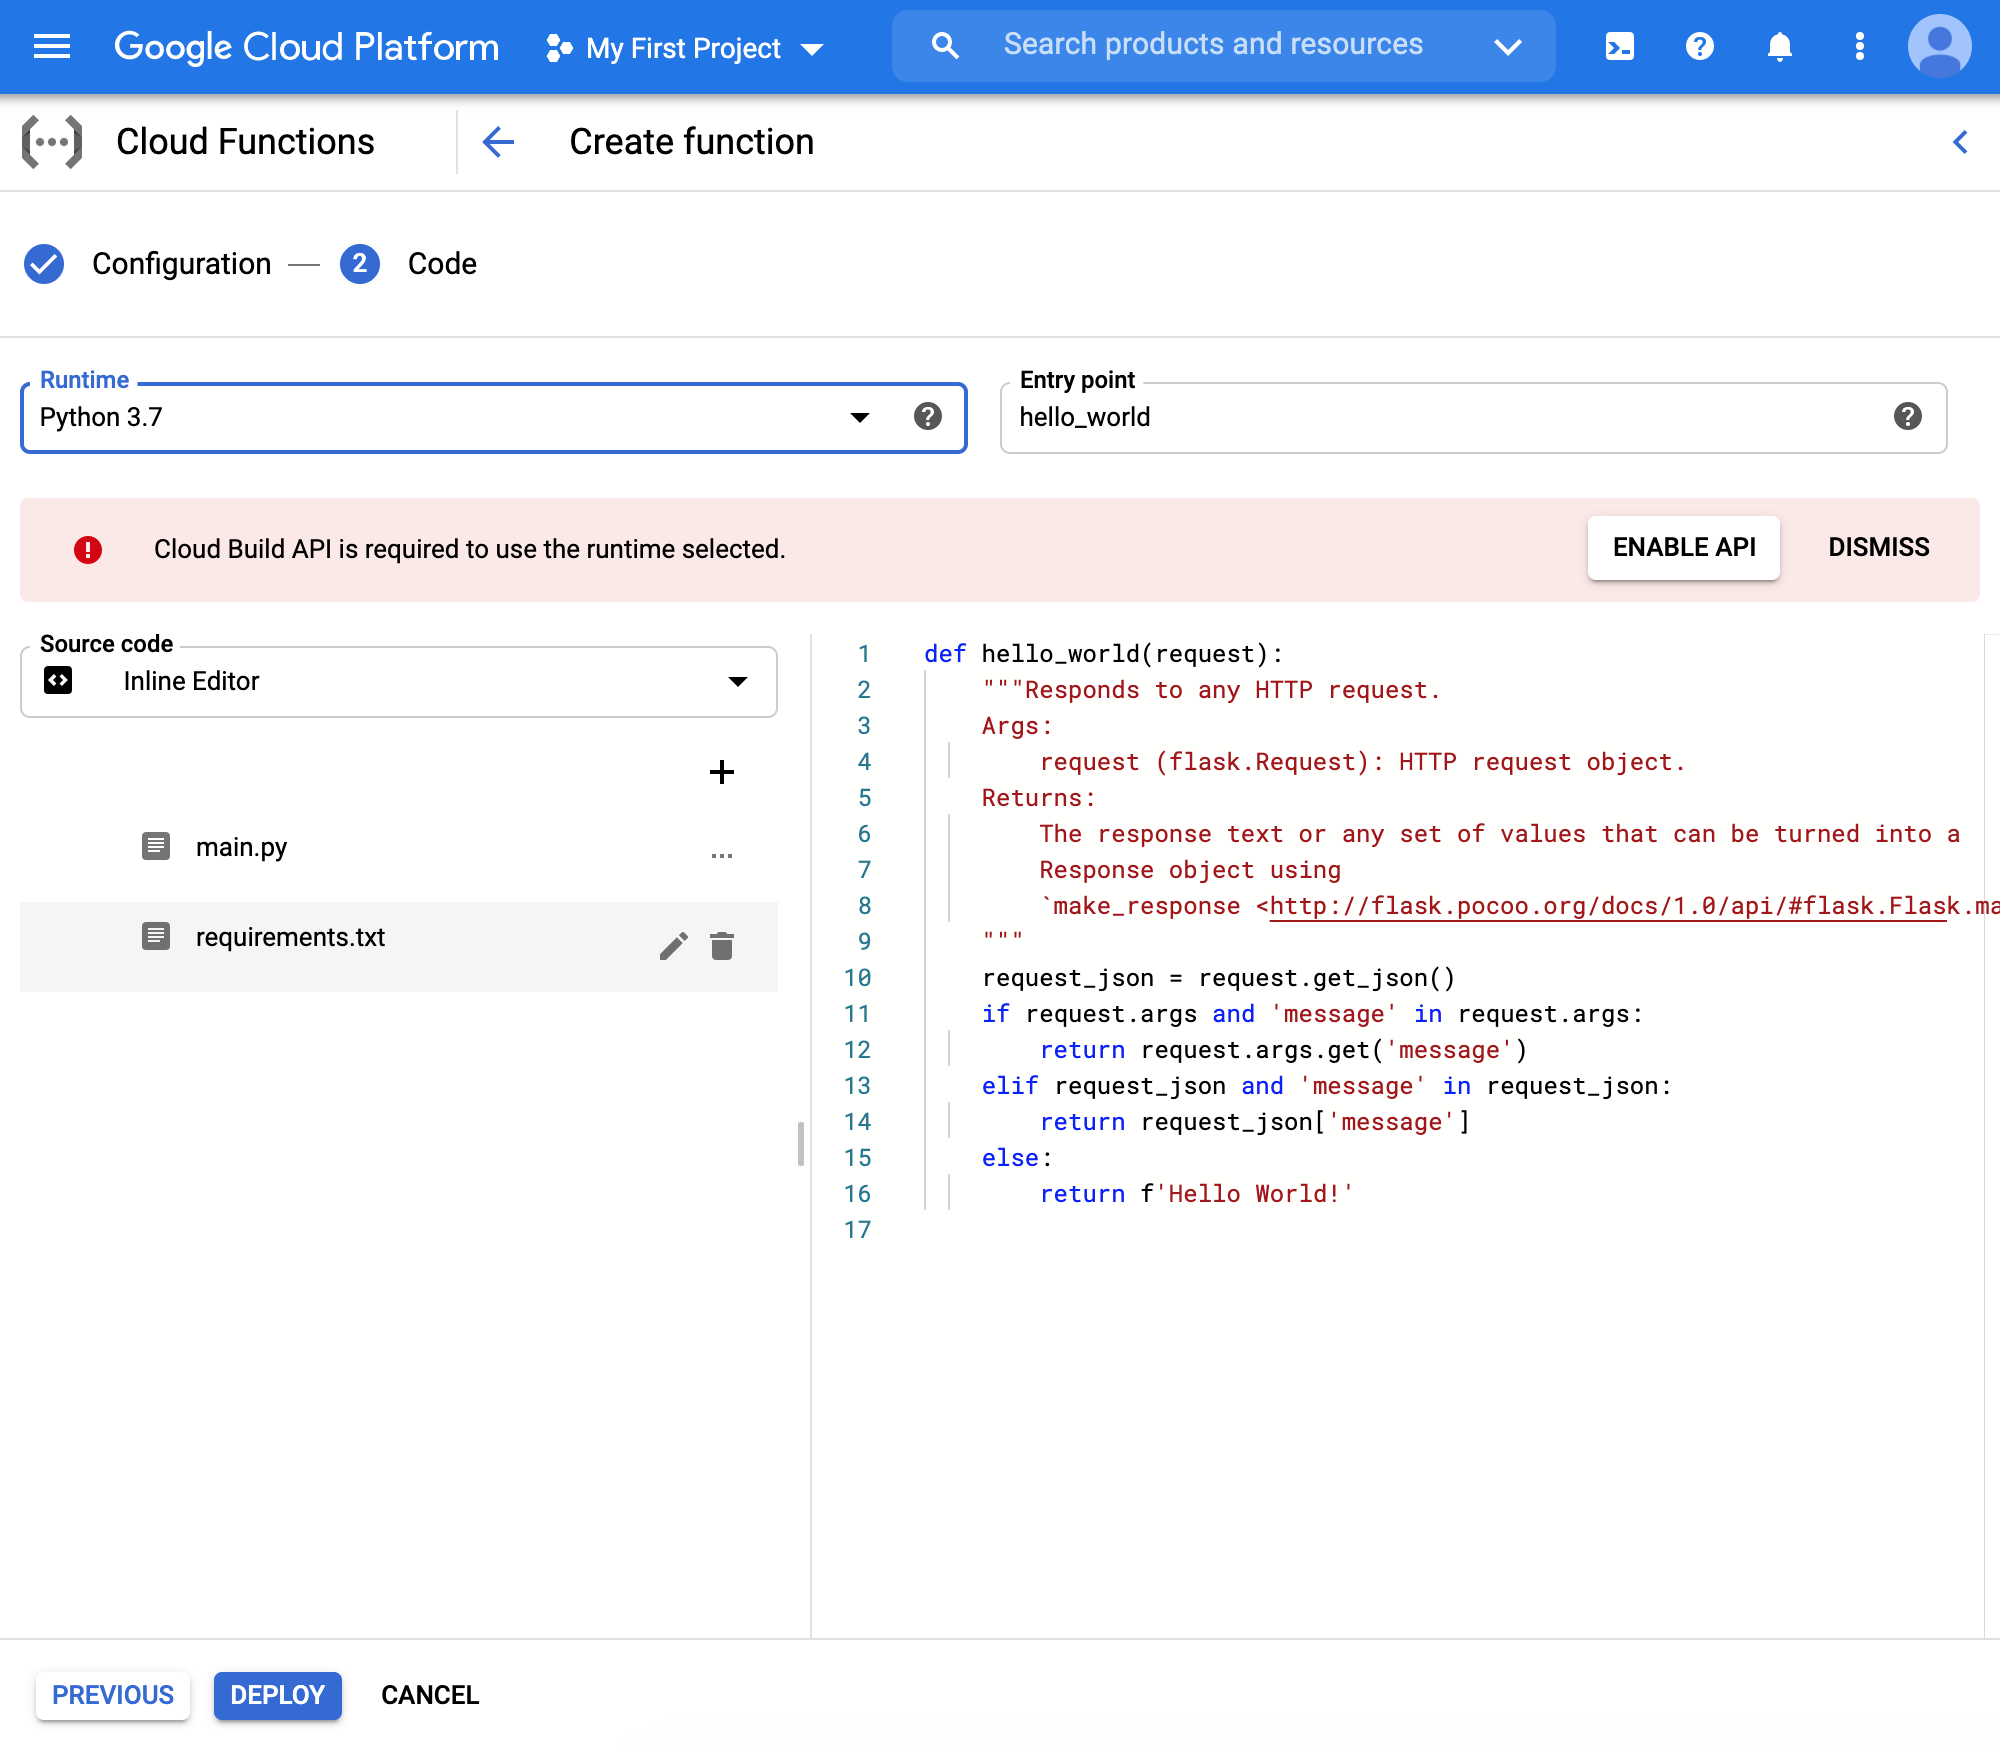 Google Cloud Platform
My First Project
Search products and resources
Cloud Functions
Create function
Configuration
2
Code
Runtime
Python 3.7
Entry point
hello_world
Cloud Build API is required to use the runtime selected.
ENABLE API
DISMISS
Source code
Inline Editor
main.py
...
requirements.txt
1 def hello_world(request):
2 """Responds to any HTTP request.
3 Args:
4 request (flask.Request): HTTP request object.
5 Returns:
6 The response text or any set of values that can be turned into a
7 Response object using
8 `make_response <http://flask.pocoo.org/docs/1.0/api/#flask.Flask.ma
9 """
10 request_json = request.get_json()
11 if request.args and 'message' in request.args:
12 return request.args.get('message')
13 elif request_json and 'message' in request_json:
14 return request_json['message']
15 else:
16 return f'Hello World!'
17
PREVIOUS
DEPLOY
CANCEL